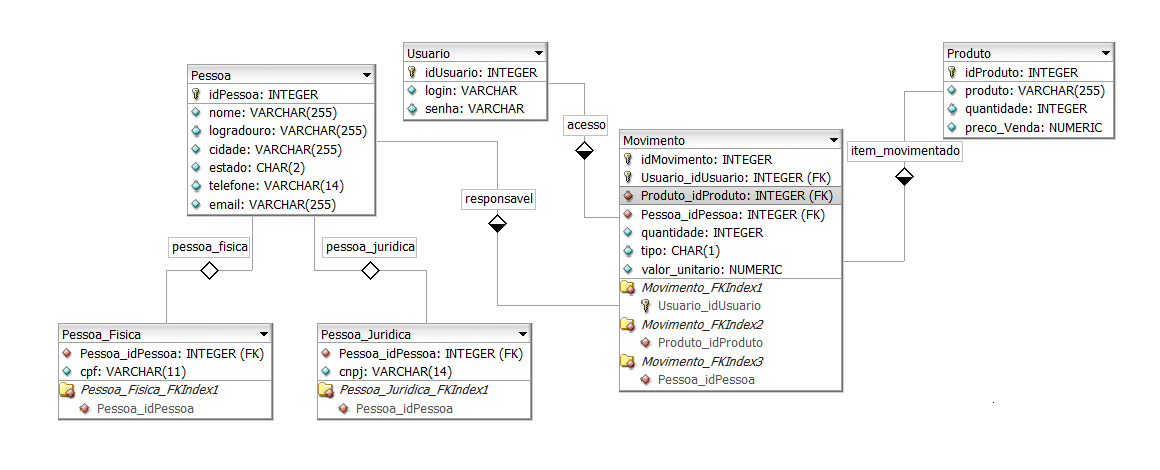 Usuario
idUsuario: INTEGER
login: VARCHAR
senha: VARCHAR
Produto
idProduto: INTEGER
produto: VARCHAR(255)
quantidade: INTEGER
preco_Venda: NUMERIC
Pessoa
idPessoa: INTEGER
nome: VARCHAR(255)
logradouro: VARCHAR(255)
cidade: VARCHAR(255)
estado: CHAR(2)
telefone: VARCHAR(14)
email: VARCHAR(255)
acesso
item_movimentado
responsavel
Movimento
idMovimento: INTEGER
Usuario_idUsuario: INTEGER (FK)
Produto_idProduto: INTEGER (FK)
Pessoa_idPessoa: INTEGER (FK)
quantidade: INTEGER
tipo: CHAR(1)
valor_unitario: NUMERIC
Movimento_FKIndex1
Usuario_idUsuario
Movimento_FKIndex2
Produto_idProduto
Movimento_FKIndex3
Pessoa_idPessoa
pessoa_fisica
pessoa_juridica
Pessoa_Fisica
Pessoa_idPessoa: INTEGER (FK)
cpf: VARCHAR(11)
Pessoa_Fisica_FKIndex1
Pessoa_idPessoa
Pessoa_Juridica
Pessoa_idPessoa: INTEGER (FK)
cnpj: VARCHAR(14)
Pessoa_Juridica_FKIndex1
Pessoa_idPessoa